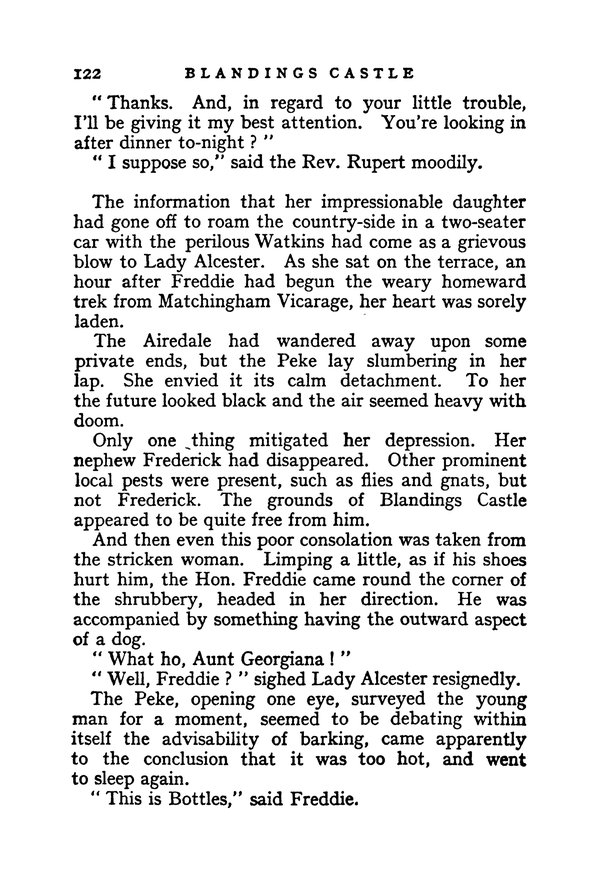 122 BLANDINGS CASTLE
" Thanks. And, in regard to your little trouble,
I'll be giving it my best attention. You're looking in
after dinner to-night ? "
" I suppose so," said the Rev. Rupert moodily.
The information that her impressionable daughter
had gone off to roam the country-side in a two-seater
car with the perilous Watkins had come as a grievous
blow to Lady Alcester. As she sat on the terrace, an
hour after Freddie had begun the weary homeward
trek from Matchingham Vicarage, her heart was sorely
laden.
The Airedale had wandered away upon some
private ends, but the Peke lay slumbering in her
lap. She envied it its calm detachment. To her
the future looked black and the air seemed heavy with
doom.
Only one thing mitigated her depression. Her
nephew Frederick had disappeared. Other prominent
local pests were present, such as flies and gnats, but
not Frederick. The grounds of Blandings Castle
appeared to be quite free from him.
And then even this poor consolation was taken from
the stricken woman. Limping a little, as if his shoes
hurt him, the Hon. Freddie came round the corner of
the shrubbery, headed in her direction. He was
accompanied by something having the outward aspect
of a dog.
" What ho, Aunt Georgiana ! "
" Well, Freddie ? " sighed Lady Alcester resignedly.
The Peke, opening one eye, surveyed the young
man for a moment, seemed to be debating within
itself the advisability of barking, came apparently
to the conclusion that it was too hot, and went
to sleep again.
" This is Bottles," said Freddie.